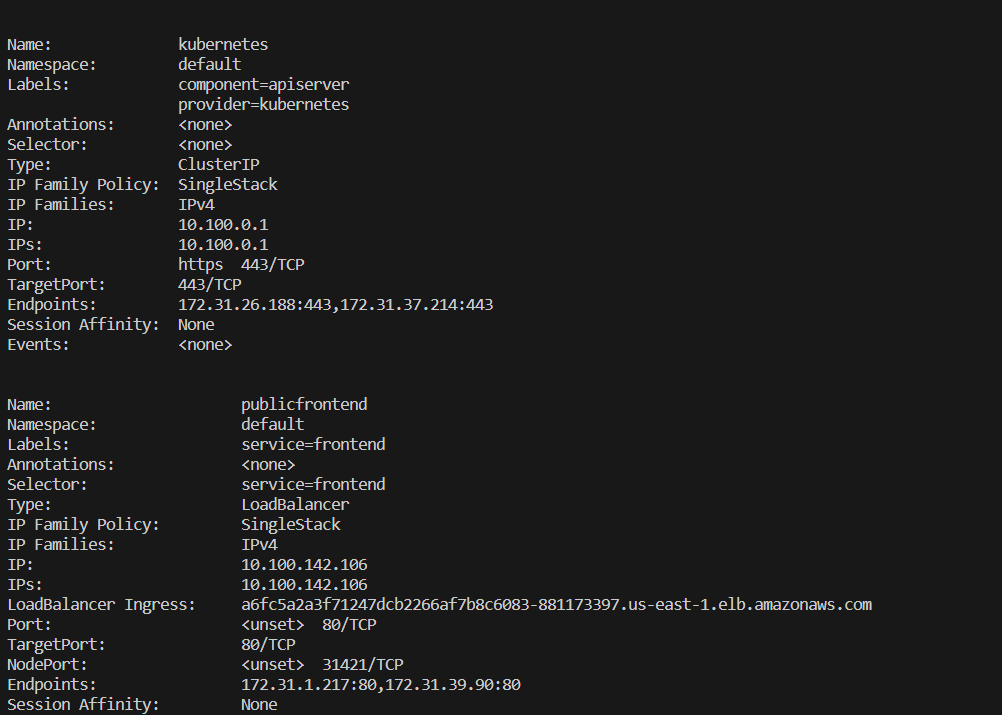 Name:              kubernetes
Namespace:         default
Labels:            component=apiserver
                   provider=kubernetes
Annotations:       <none>
Selector:          <none>
Type:              ClusterIP
IP Family Policy:  SingleStack
IP Families:       IPv4
IP:                10.100.0.1
IPs:               10.100.0.1
Port:              https  443/TCP
TargetPort:        443/TCP
Endpoints:         172.31.26.188:443,172.31.37.214:443
Session Affinity:  None
Events:            <none>
Name:                     publicfrontend
Namespace:                default
Labels:                   service=frontend
Annotations:              <none>
Selector:                 service=frontend
Type:                     LoadBalancer
IP Family Policy:         SingleStack
IP Families:              IPv4
IP:                       10.100.142.106
IPs:                      10.100.142.106
LoadBalancer Ingress:     a6fc5a2a3f71247dcb2266af7b8c6083-881173397.us-east-1.elb.amazonaws.com
Port:                     <unset>  80/TCP
TargetPort:               80/TCP
NodePort:                 <unset>  31421/TCP
Endpoints:                172.31.1.217:80,172.31.39.90:80
Session Affinity:         None